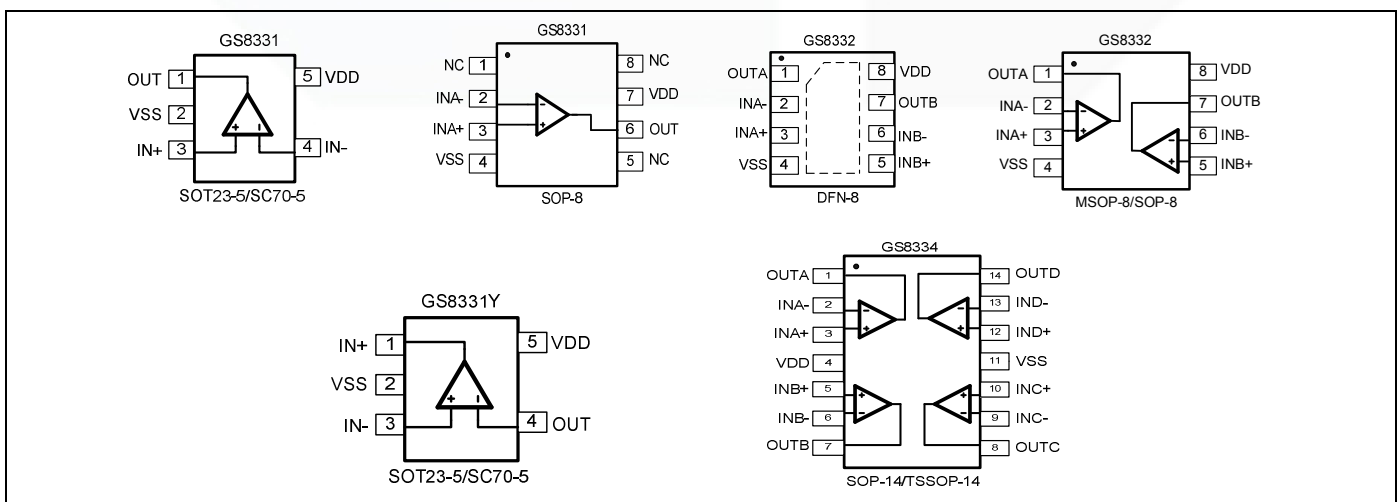 GS8331
OUT 1
5 VDD
VSS 2
IN+ 3
4 IN-
+ -
SOT23-5/SC70-5
GS8331
NC 1
8 NC
INA- 2
7 VDD
INA+ 3
6 OUT
VSS 4
5 NC
-
+
SOP-8
GS8332
OUTA 1
8 VDD
INA- 2
7 OUTB
INA+ 3
6 INB-
VSS 4
5 INB+
DFN-8
GS8332
OUTA 1
8 VDD
INA- 2
7 OUTB
INA+ 3
6 INB-
VSS 4
5 INB+
-
+
-
+
MSOP-8/SOP-8
GS8331Y
IN+ 1
5 VDD
VSS 2
IN- 3
4 OUT
+ -
SOT23-5/SC70-5
GS8334
OUTA 1
14 OUTD
INA- 2
13 IND-
INA+ 3
12 IND+
VDD 4
11 VSS
INB+ 5
10 INC+
INB- 6
9 INC-
OUTB 7
8 OUTC
-
+
-
+
+
-
+
-
SOP-14/TSSOP-14